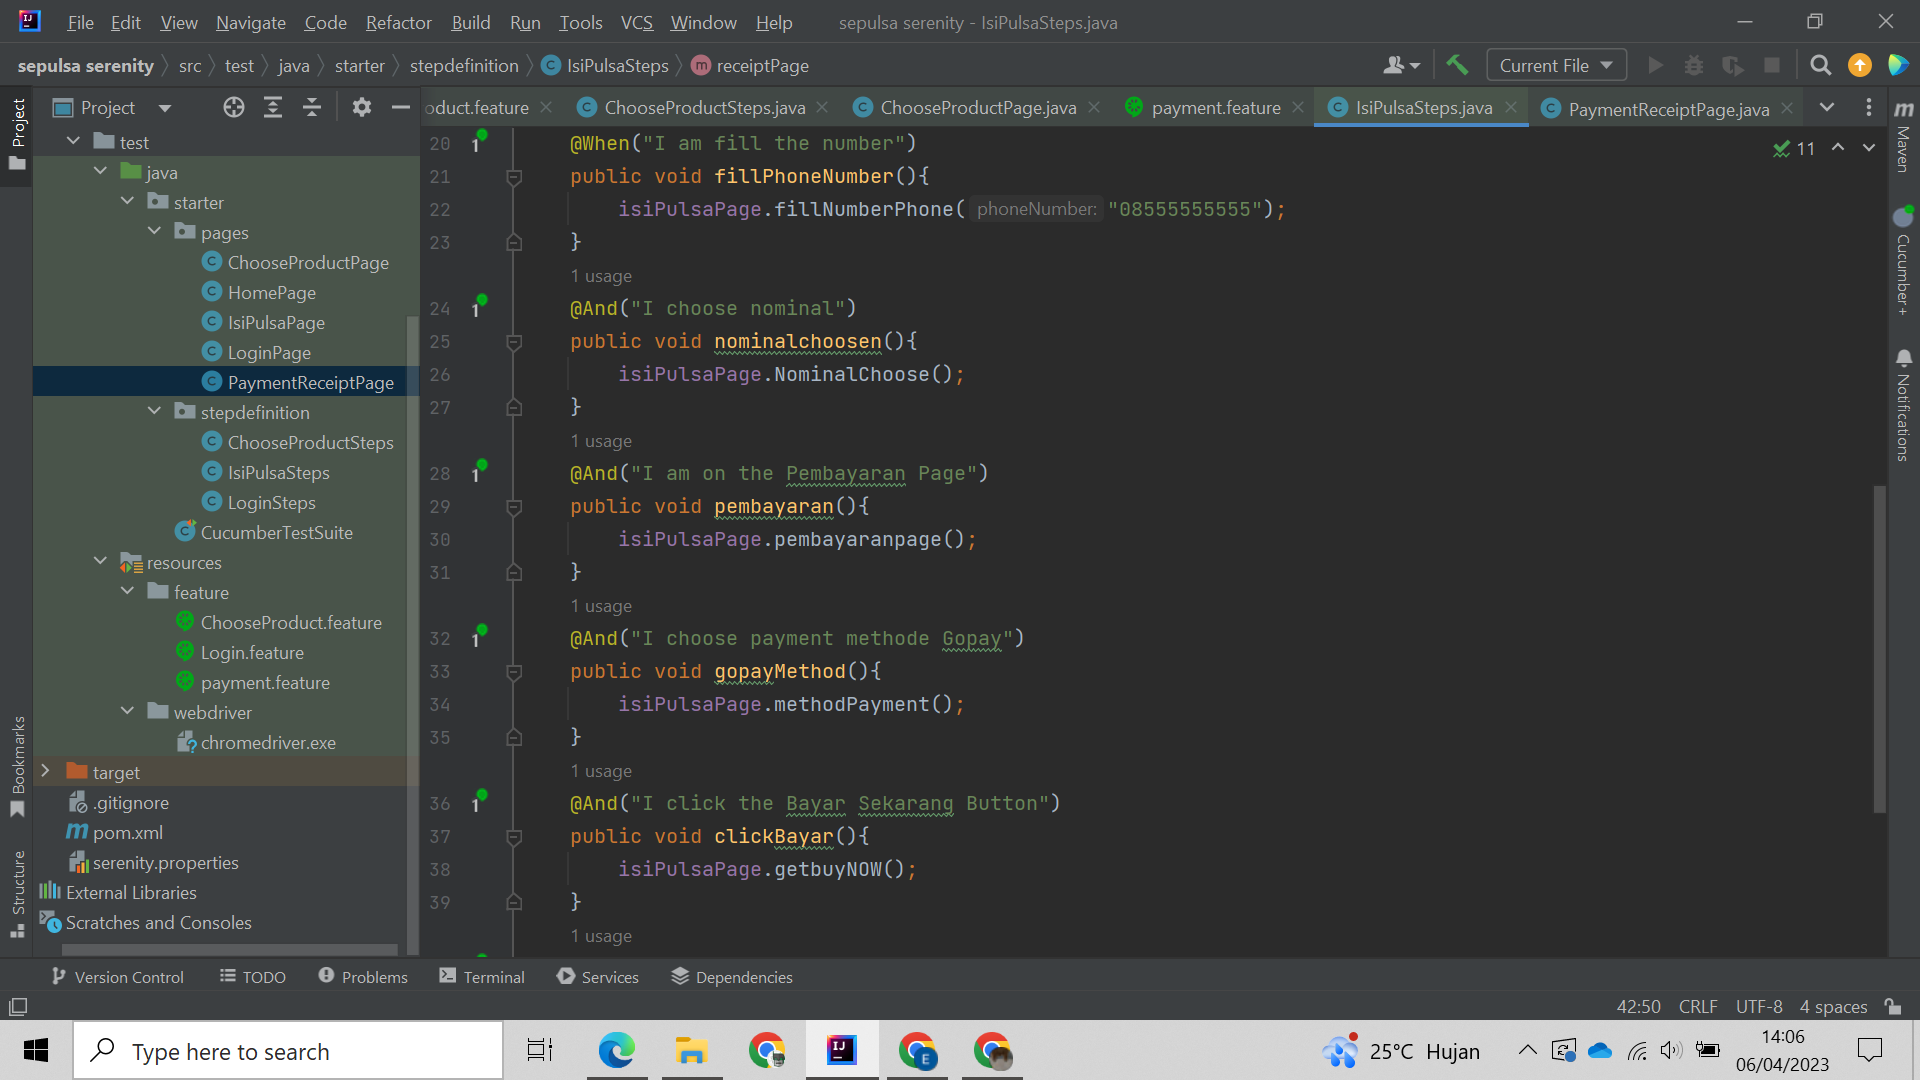 File Edit View Navigate Code Refactor Build Run Tools VCS Window Help sepulsa serenity - IsiPulsaSteps.java
sepulsa serenity src test java starter stepdefinition IsiPulsaSteps receiptPage Current File
Project
oduct.feature ChooseProductSteps.java ChooseProductPage.java payment.feature IsiPulsaSteps.java PaymentReceiptPage.java
Project
Bookmarks
Structure
test
java
starter
pages
ChooseProductPage
HomePage
IsiPulsaPage
LoginPage
PaymentReceiptPage
stepdefinition
ChooseProductSteps
IsiPulsaSteps
LoginSteps
CucumberTestSuite
resources
feature
ChooseProduct.feature
Login.feature
payment.feature
webdriver
chromedriver.exe
target
.gitignore
pom.xml
serenity.properties
External Libraries
Scratches and Consoles
11
20 @When("I am fill the number")
21 public void fillPhoneNumber(){
22 isiPulsaPage.fillNumberPhone( phoneNumber: "08555555555");
23 }
1 usage
24 @And("I choose nominal")
25 public void nominalchoosen(){
26 isiPulsaPage.NominalChoose();
27 }
1 usage
28 @And("I am on the Pembayaran Page")
29 public void pembayaran(){
30 isiPulsaPage.pembayaranpage();
31 }
1 usage
32 @And("I choose payment methode Gopay")
33 public void gopayMethod(){
34 isiPulsaPage.methodPayment();
35 }
1 usage
36 @And("I click the Bayar Sekarang Button")
37 public void clickBayar(){
38 isiPulsaPage.getbuyNOW();
39 }
1 usage
Maven
Cucumber+
Notifications
Version Control TODO Problems Terminal Services Dependencies
42:50 CRLF UTF-8 4 spaces
Type here to search
25°C Hujan
14:06
06/04/2023